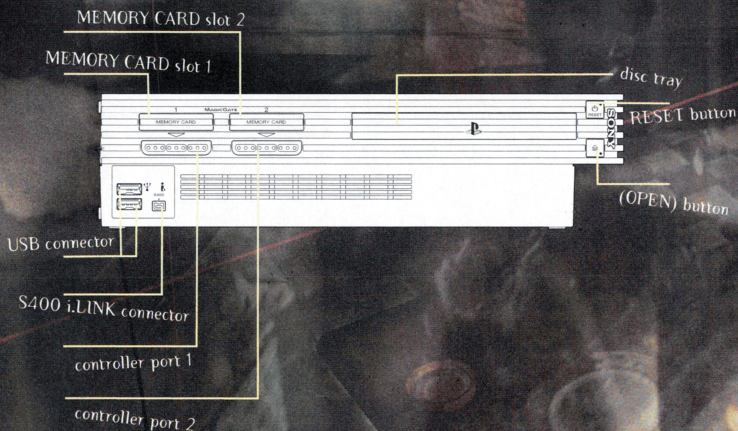 MEMORY CARD slot 2
MEMORY CARD slot 1
disc tray
RESET button
1 MAGICGATE 2
MEMORY CARD MEMORY CARD
RESET
SONY
(OPEN) button
S400
USB connector
S400 i.LINK connector
controller port 1
controller port 2